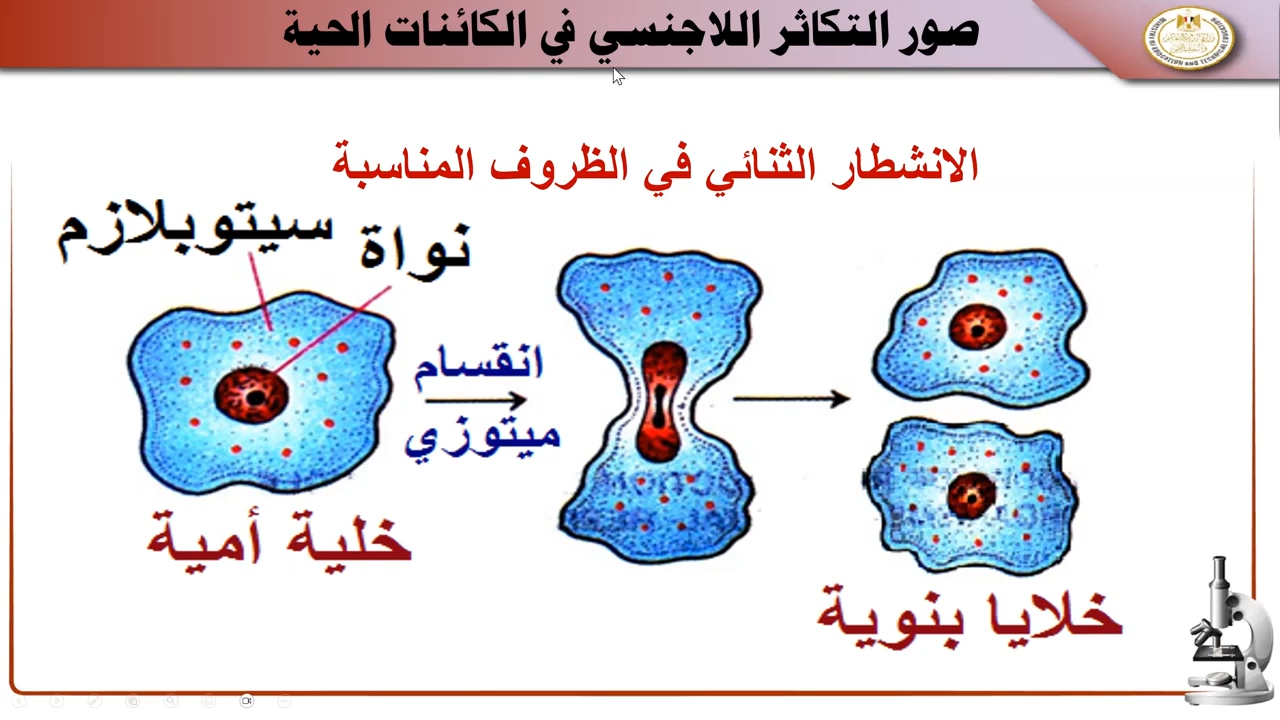 صور التكاثر اللاجنسي في الكائنات الحية
الانشطار الثنائي في الظروف المناسبة
سيتوبلازم
نواة
انقسام
ميتوزي
خلية أمية
خلايا بنوية